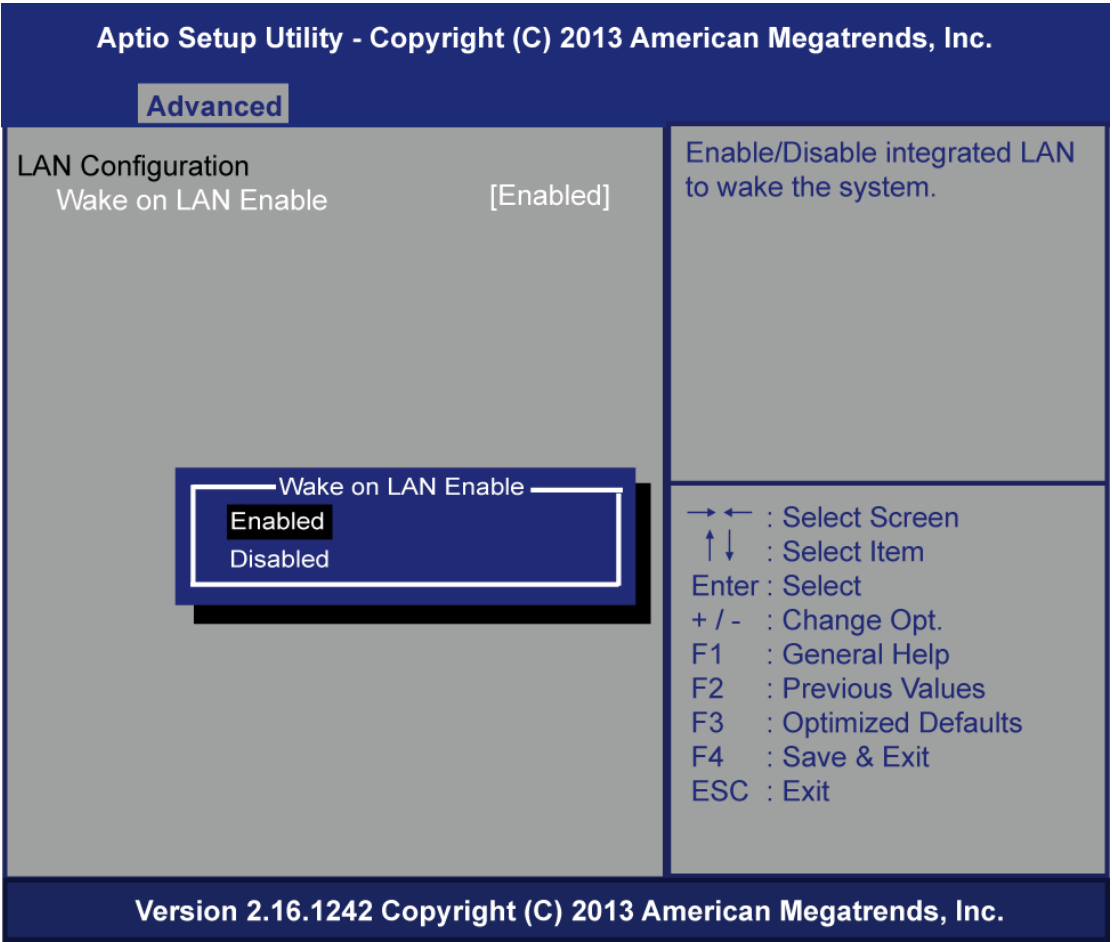 Aptio Setup Utility - Copyright (C) 2013 American Megatrends, Inc.
Advanced
LAN Configuration
Wake on LAN Enable [Enabled]
Enable/Disable integrated LAN
to wake the system.
Wake on LAN Enable
Enabled
Disabled
→ ← : Select Screen
↑↓ : Select Item
Enter : Select
+ / - : Change Opt.
F1 : General Help
F2 : Previous Values
F3 : Optimized Defaults
F4 : Save & Exit
ESC : Exit
Version 2.16.1242 Copyright (C) 2013 American Megatrends, Inc.